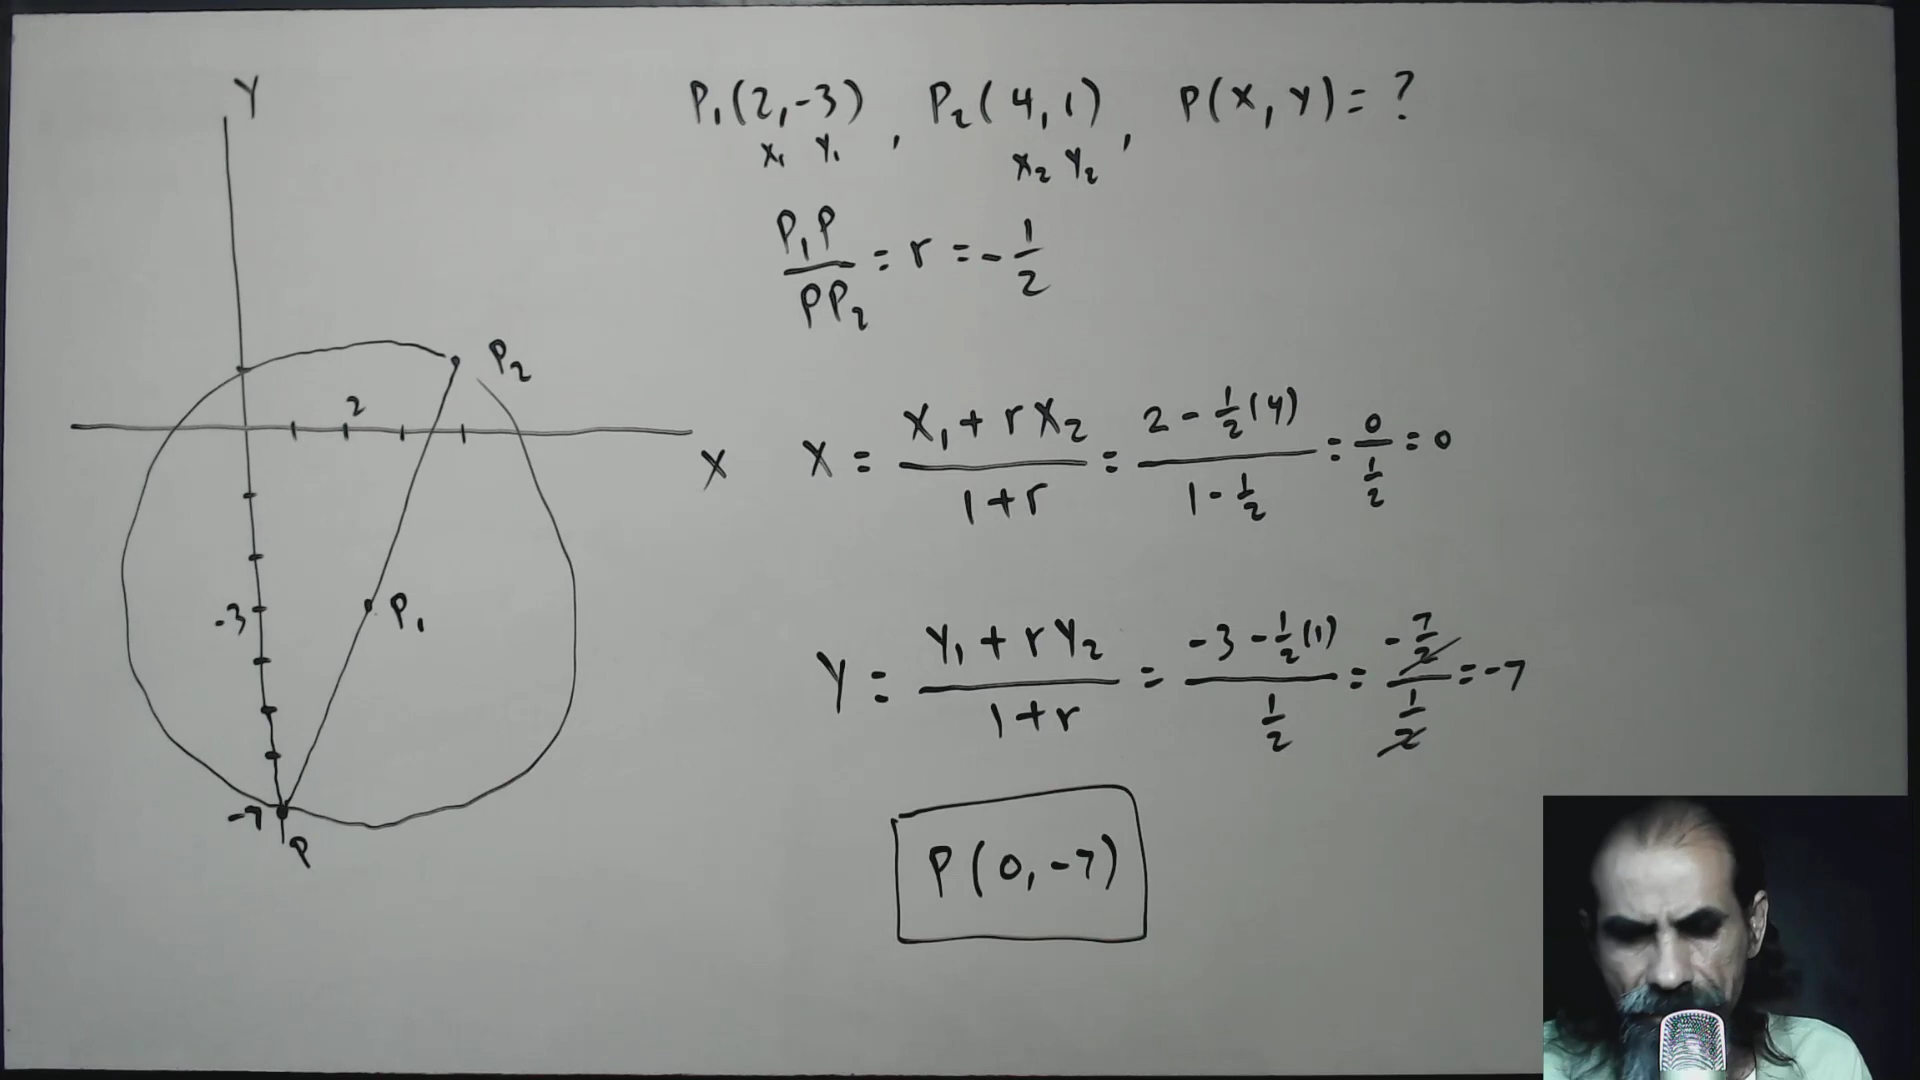 Y
P₁(2,-3) , P₂(4,1) , P(x,y)=?
x₁ y₁ x₂ y₂
P₁P/PP₂ = r = -1/2
P₂
2
X
X = (X₁+rX₂)/(1+r) = (2-1/2(4))/(1-1/2) = 0/(1/2) = 0
-3
P₁
Y = (Y₁+rY₂)/(1+r) = (-3-1/2(1))/(1/2) = (-7/2)/(1/2) = -7
-7
P
P(0,-7)